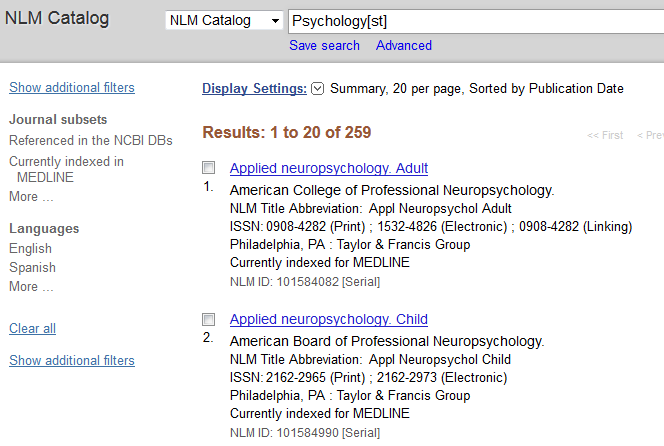 NLM Catalog
NLM Catalog
Psychology[st]
Save search Advanced
Show additional filters
Journal subsets
Referenced in the NCBI DBs
Currently indexed in
MEDLINE
More ...
Languages
English
Spanish
More ...
Clear all
Show additional filters
Display Settings: Summary, 20 per page, Sorted by Publication Date
Results: 1 to 20 of 259
<< First < Prev
Applied neuropsychology. Adult
1. American College of Professional Neuropsychology.
NLM Title Abbreviation: Appl Neuropsychol Adult
ISSN: 0908-4282 (Print) ; 1532-4826 (Electronic) ; 0908-4282 (Linking)
Philadelphia, PA : Taylor & Francis Group
Currently indexed for MEDLINE
NLM ID: 101584082 [Serial]
Applied neuropsychology. Child
2. American Board of Professional Neuropsychology.
NLM Title Abbreviation: Appl Neuropsychol Child
ISSN: 2162-2965 (Print) ; 2162-2973 (Electronic)
Philadelphia, PA : Taylor & Francis Group
Currently indexed for MEDLINE
NLM ID: 101584990 [Serial]